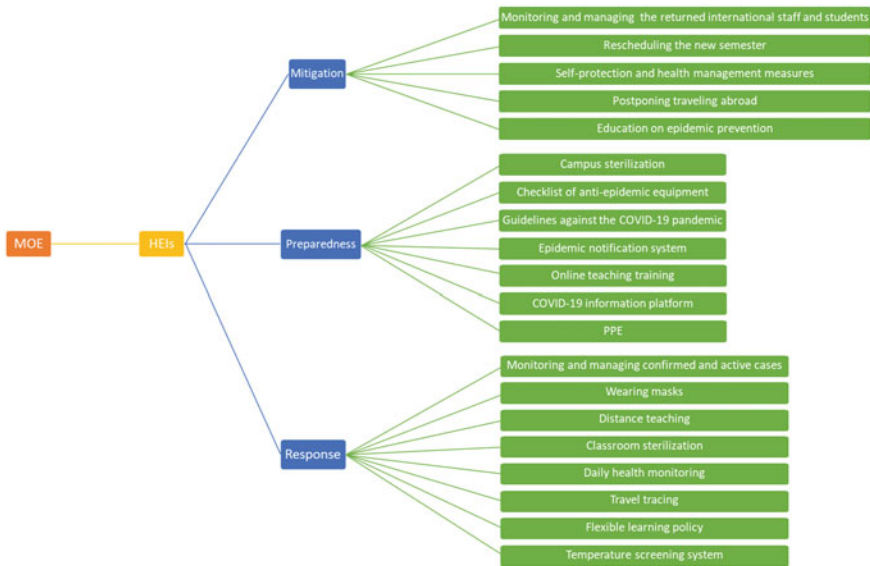 MOE
HEIs
Mitigation
Monitoring and managing the returned international staff and students
Rescheduling the new semester
Self-protection and health management measures
Postponing traveling abroad
Education on epidemic prevention
Preparedness
Campus sterilization
Checklist of anti-epidemic equipment
Guidelines against the COVID-19 pandemic
Epidemic notification system
Online teaching training
COVID-19 information platform
PPE
Response
Monitoring and managing confirmed and active cases
Wearing masks
Distance teaching
Classroom sterilization
Daily health monitoring
Travel tracing
Flexible learning policy
Temperature screening system